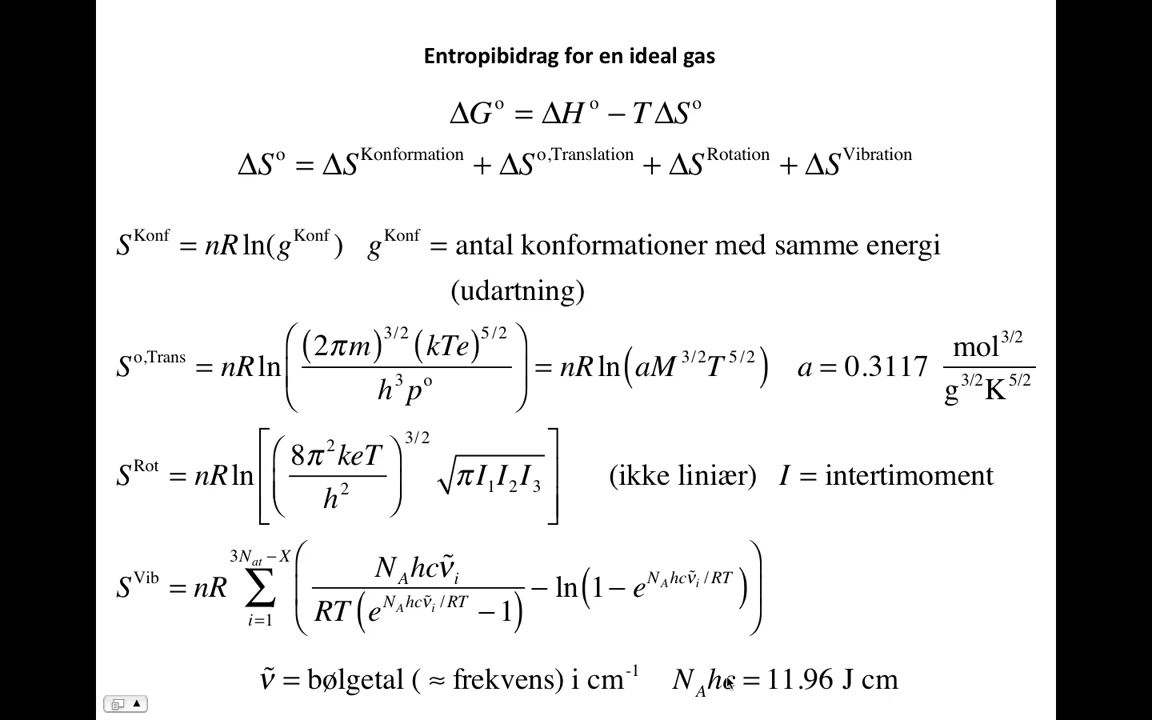 Entropibidrag for en ideal gas
ΔG° = ΔH° − TΔS°
ΔS° = ΔS^Konformation + ΔS^o,Translation + ΔS^Rotation + ΔS^Vibration
S^Konf = nR ln(g^Konf) g^Konf = antal konformationer med samme energi
(udartning)
S^o,Trans = nR ln( (2πm)^3/2 (kTe)^5/2 / h^3 p^o ) = nR ln(aM^3/2 T^5/2) a = 0.3117 mol^3/2 / g^3/2 K^5/2
S^Rot = nR ln[ ( 8π^2 keT / h^2 )^3/2 √(πI_1I_2I_3) ] (ikke liniær) I = intertimoment
S^Vib = nR ∑_{i=1}^{3N_at − X} ( N_A hcν̃_i / RT(e^{N_A hcν̃_i / RT} − 1) − ln(1 − e^{N_A hcν̃_i / RT}) )
ν̃ = bølgetal ( ≈ frekvens) i cm^-1 N_A hc = 11.96 J cm